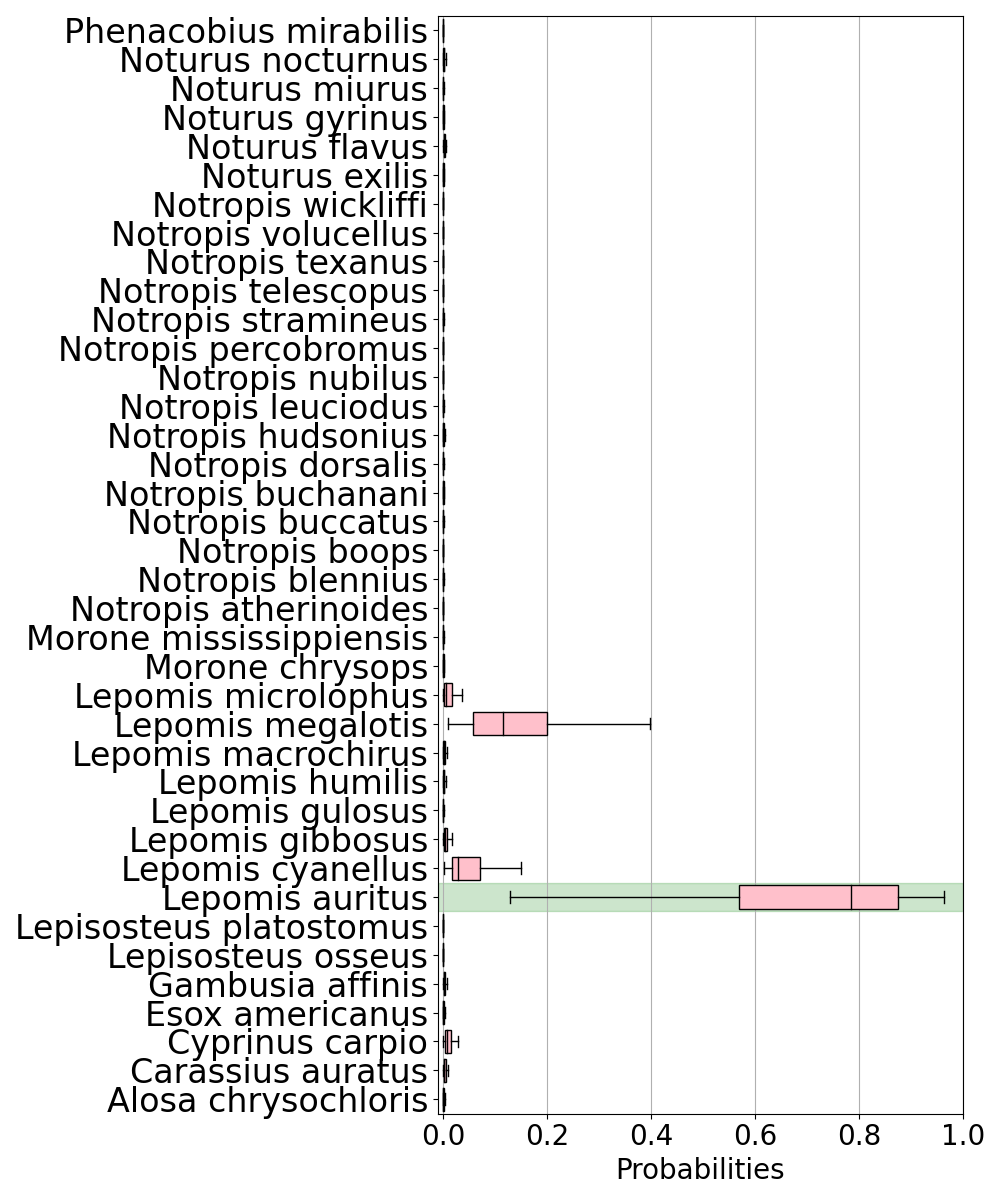 Phenacobius mirabilis
Noturus nocturnus
Noturus miurus
Noturus gyrinus
Noturus flavus
Noturus exilis
Notropis wickliffi
Notropis volucellus
Notropis texanus
Notropis telescopus
Notropis stramineus
Notropis percobromus
Notropis nubilus
Notropis leuciodus
Notropis hudsonius
Notropis dorsalis
Notropis buchanani
Notropis buccatus
Notropis boops
Notropis blennius
Notropis atherinoides
Morone mississippiensis
Morone chrysops
Lepomis microlophus
Lepomis megalotis
Lepomis macrochirus
Lepomis humilis
Lepomis gulosus
Lepomis gibbosus
Lepomis cyanellus
Lepomis auritus
Lepisosteus platostomus
Lepisosteus osseus
Gambusia affinis
Esox americanus
Cyprinus carpio
Carassius auratus
Alosa chrysochloris
0.0 0.2 0.4 0.6 0.8 1.0
Probabilities